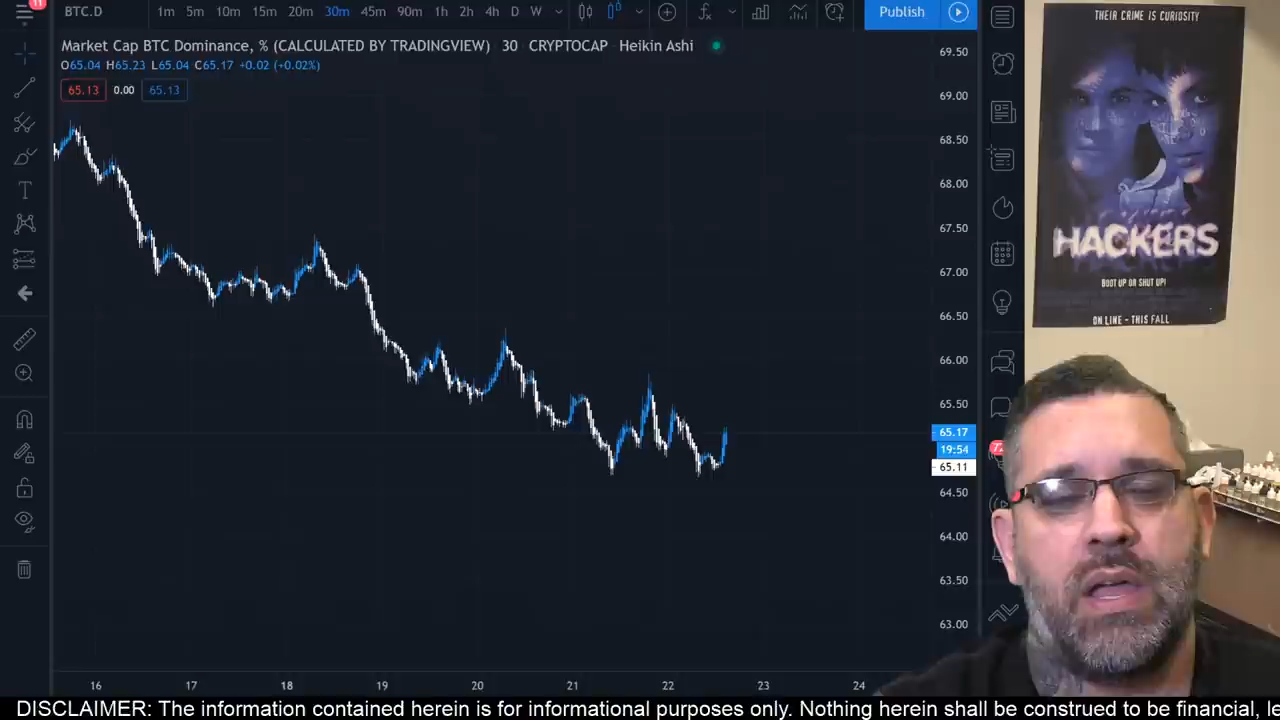 11
BTC.D 1m 5m 10m 15m 20m 30m 45m 90m 1h 2h 4h D W Publish
Market Cap BTC Dominance, % (CALCULATED BY TRADINGVIEW) 30 CRYPTOCAP Heikin Ashi
O65.04 H65.23 L65.04 C65.17 +0.02 (+0.02%)
65.13 0.00 65.13
69.50
69.00
68.50
68.00
67.50
67.00
66.50
66.00
65.50
65.17
19:54
65.11
64.50
64.00
63.50
63.00
16 17 18 19 20 21 22 23 24
THEIR CRIME IS CURIOSITY
HACKERS
BOOT UP OR SHUT UP!
ON LINE – THIS FALL
DISCLAIMER: The information contained herein is for informational purposes only. Nothing herein shall be construed to be financial, le